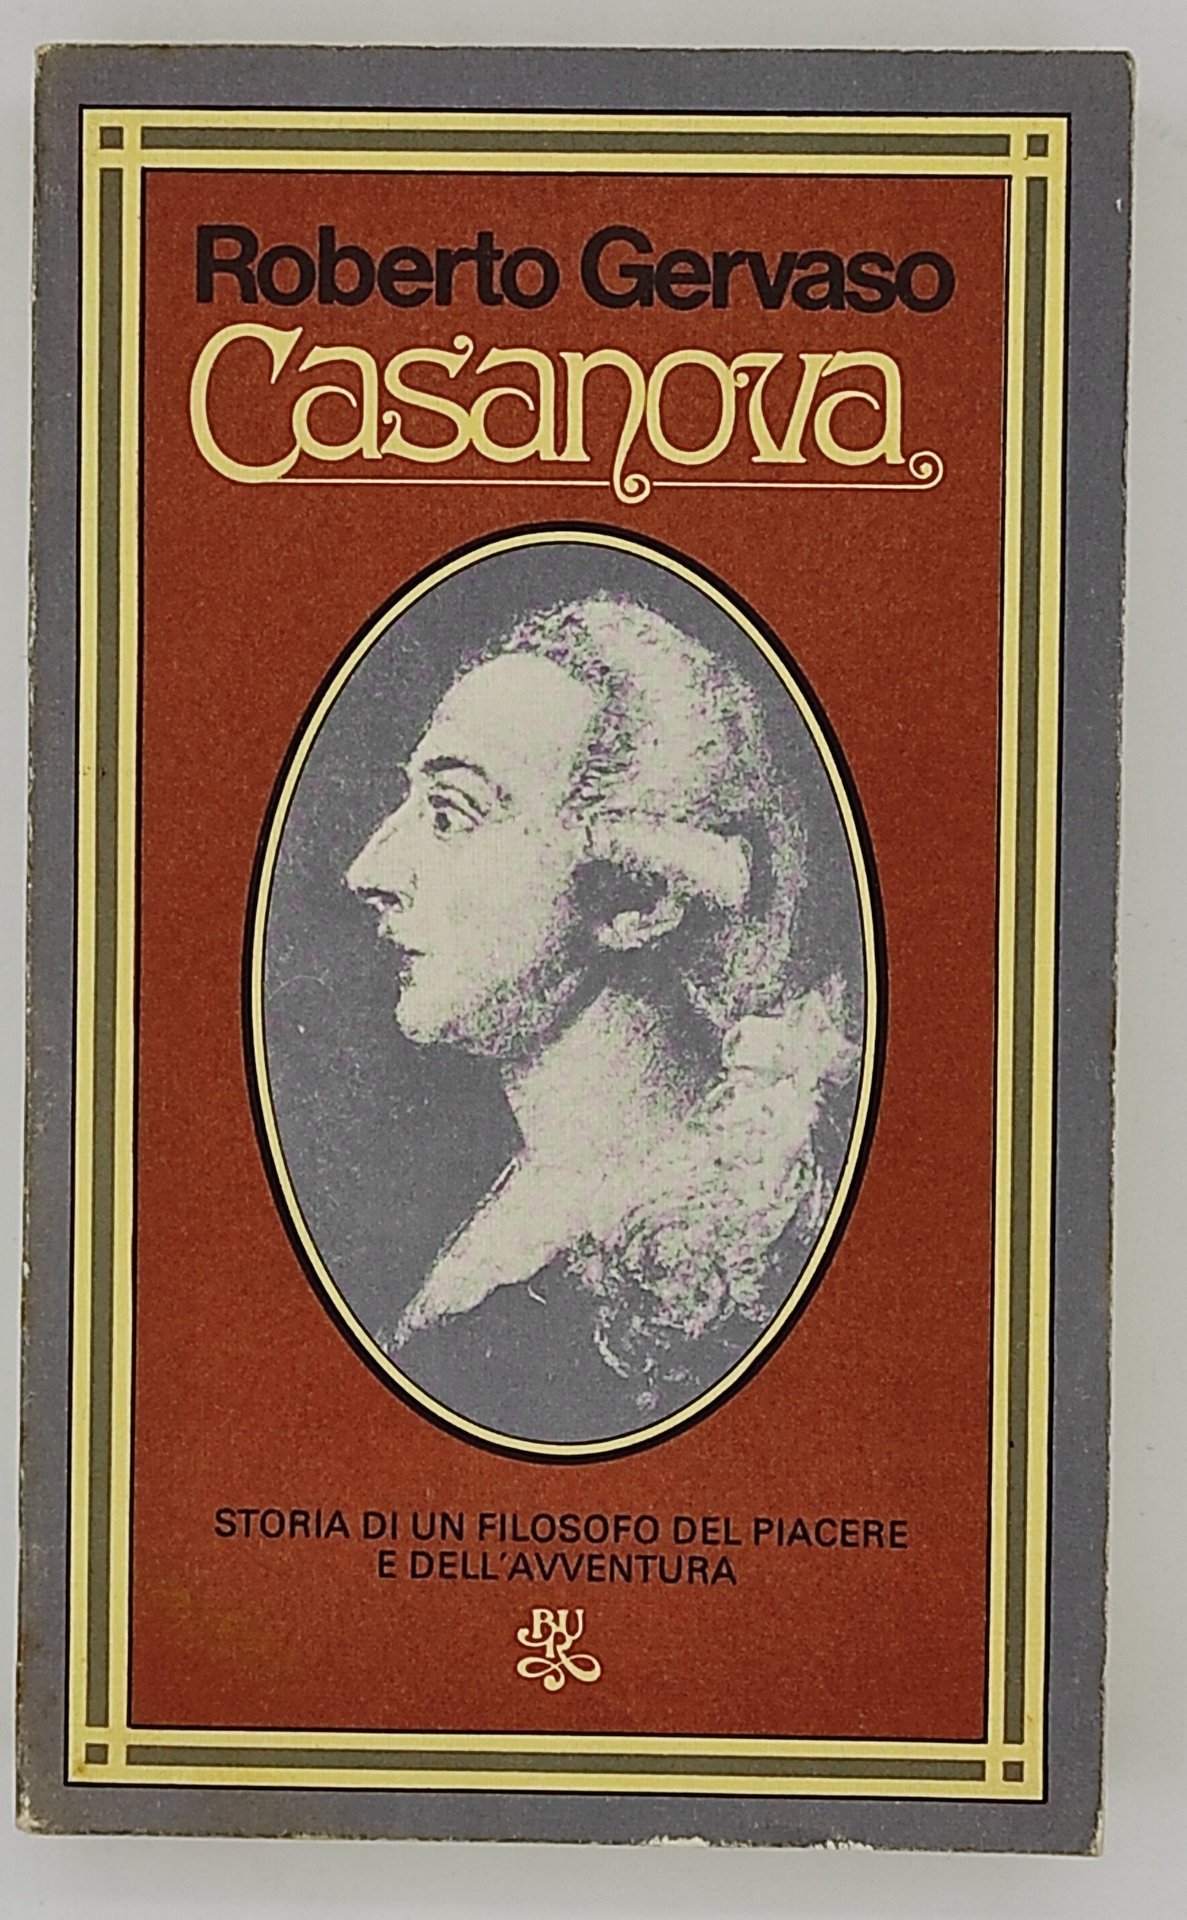 Roberto Gervaso
Casanova
STORIA DI UN FILOSOFO DEL PIACERE
E DELL'AVVENTURA
BUR